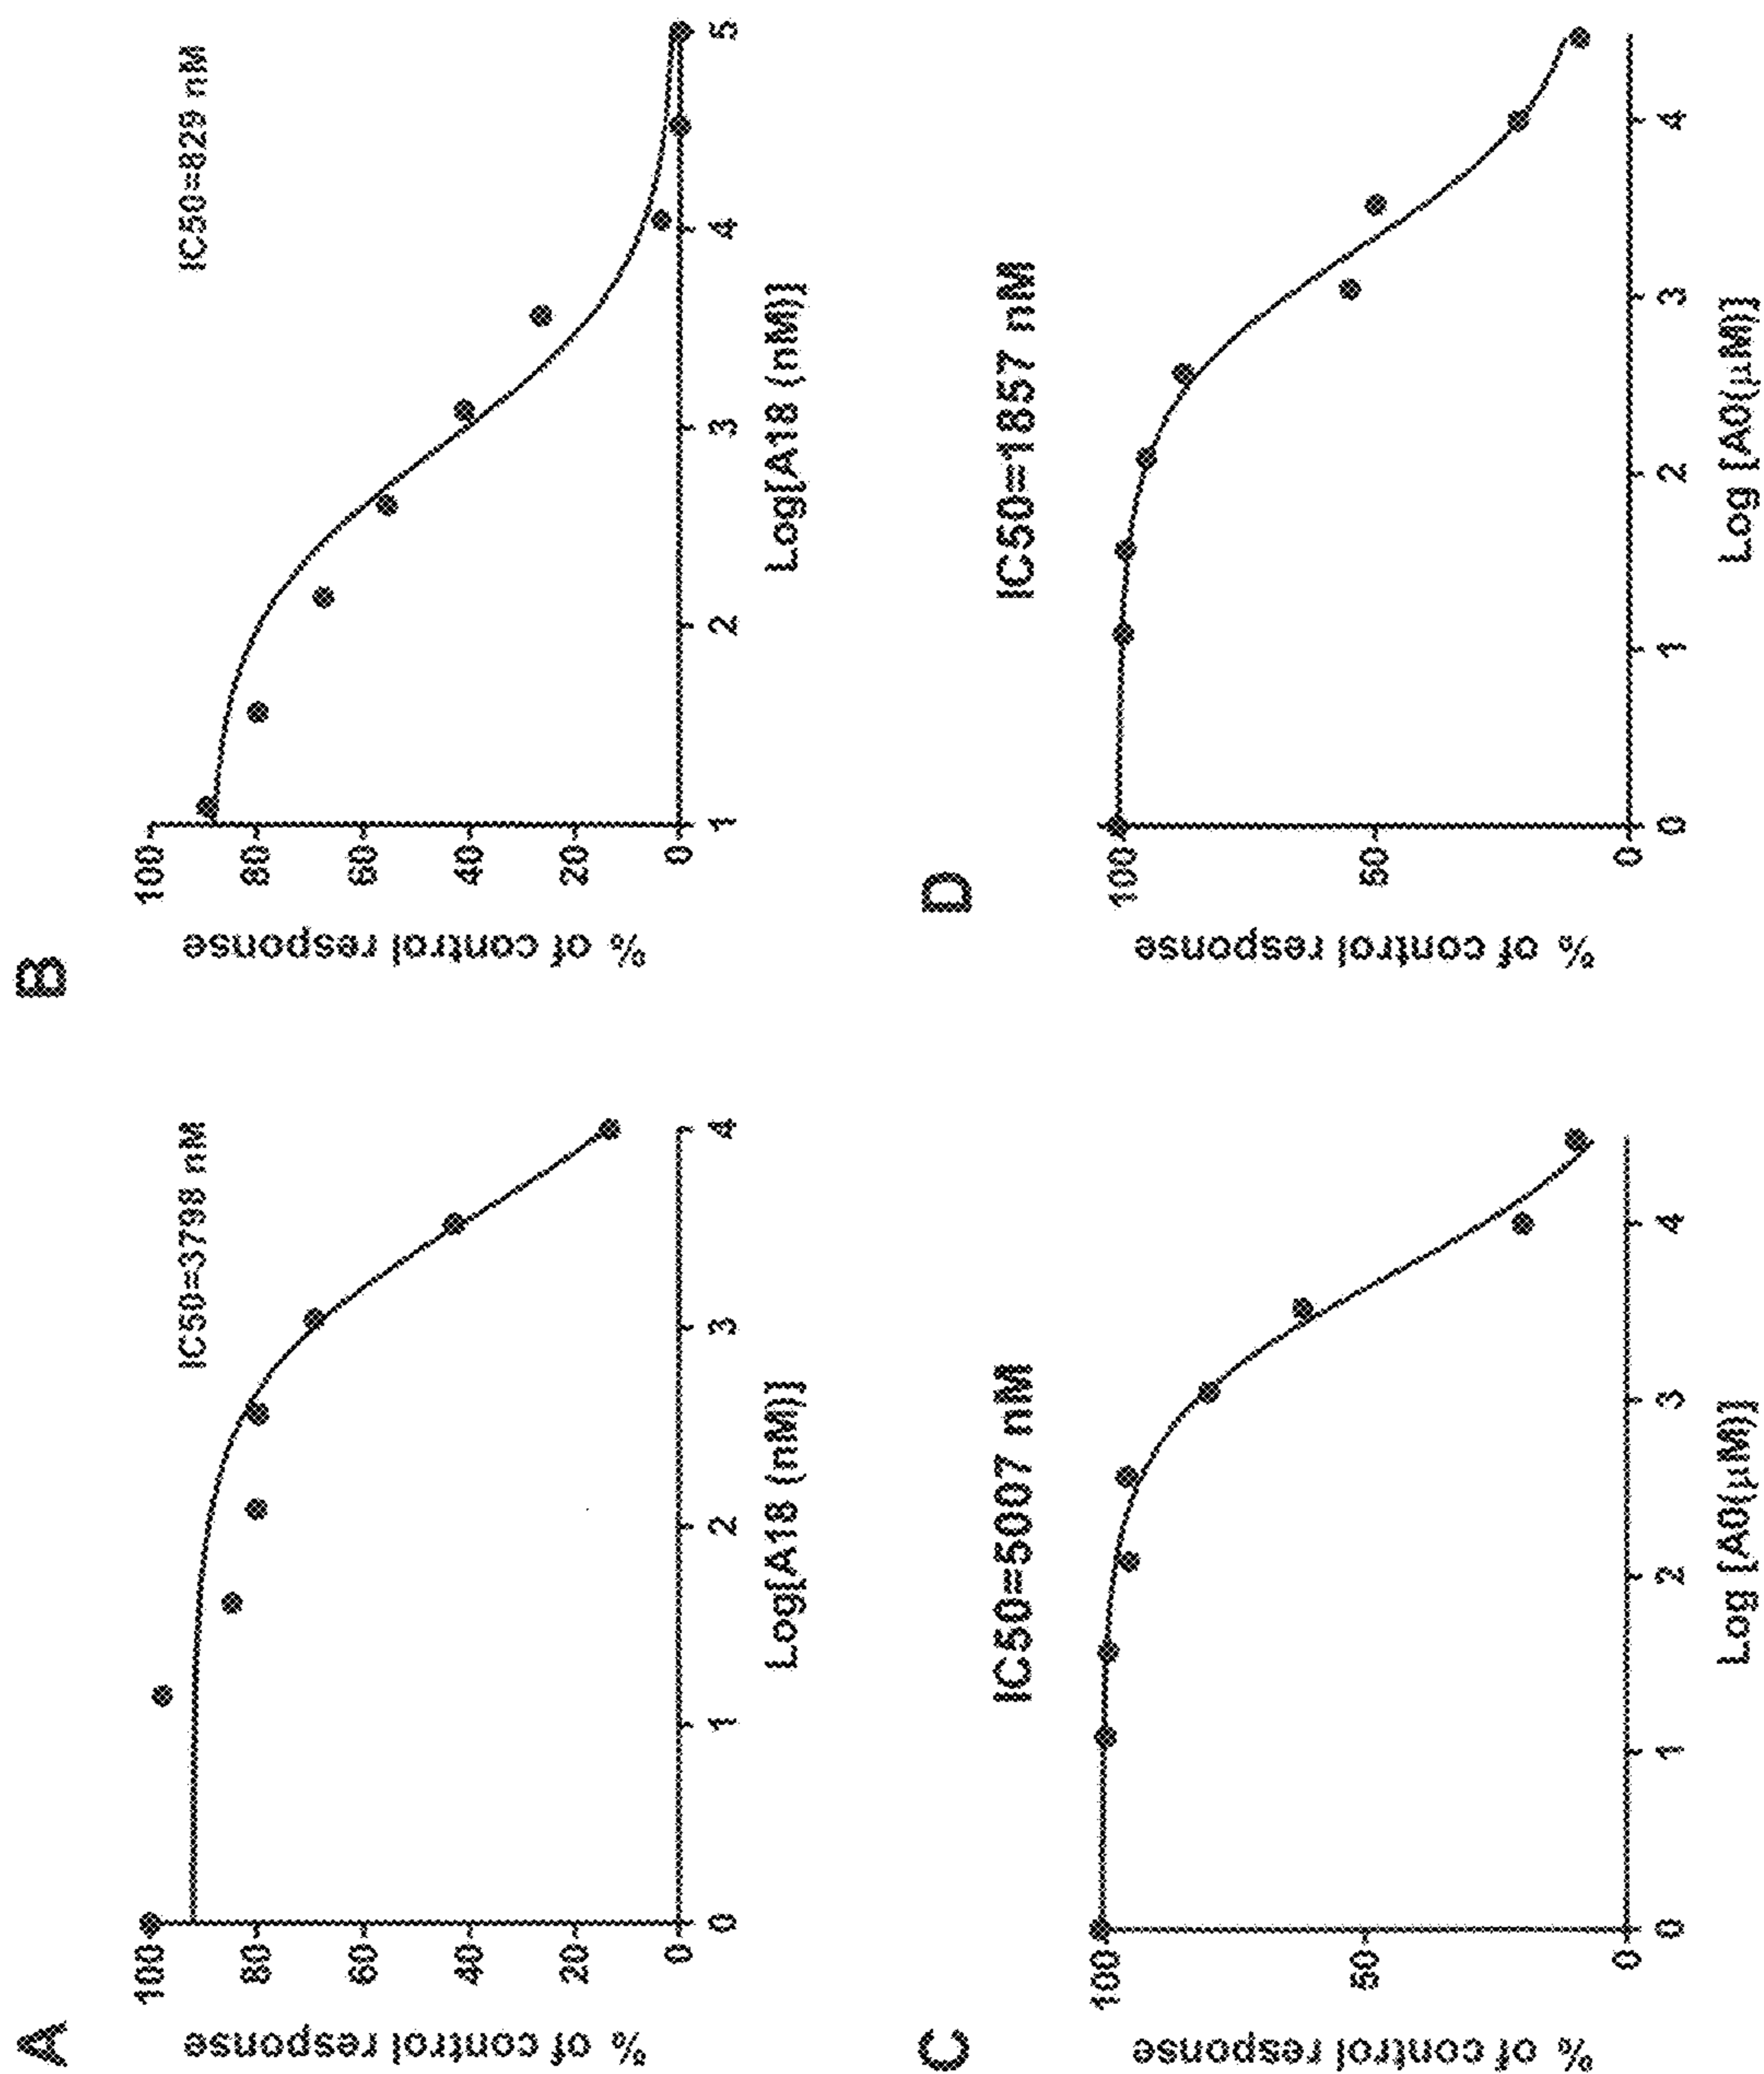 A
IC50=3798 nM
% of control response
100
80
60
40
20
0
0 1 2 3 4
Log[A18 (nM)]
B
IC50=829 nM
% of control response
100
80
60
40
20
0
1 2 3 4 5
Log[A18 (nM)]
C
IC50=5007 nM
% of control response
100
50
0
0 1 2 3 4
Log [A0(µM)]
D
IC50=1857 nM
% of control response
100
50
0
0 1 2 3 4
Log [A0(µM)]